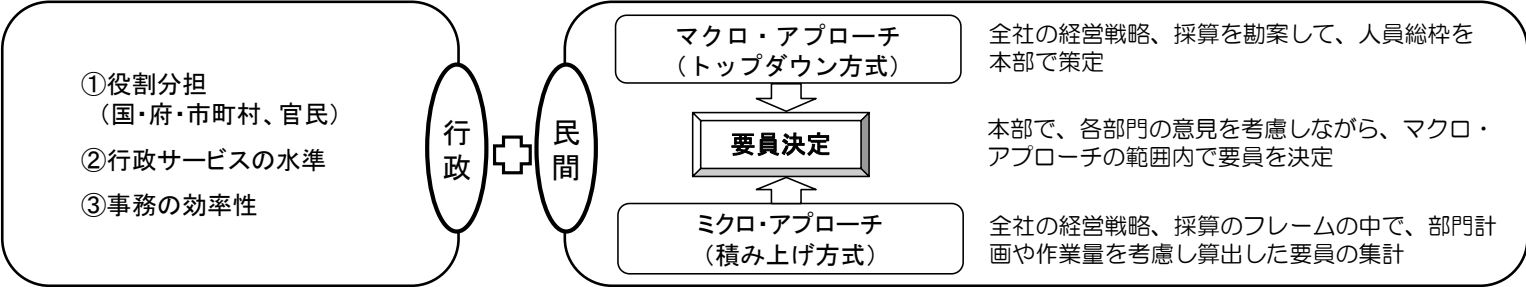 ①役割分担
（国・府・市町村、官民）
②行政サービスの水準
③事務の効率性
行政
民間
マクロ・アプローチ
（トップダウン方式）
全社の経営戦略、採算を勘案して、人員総枠を
本部で策定
要員決定
本部で、各部門の意見を考慮しながら、マクロ・
アプローチの範囲内で要員を決定
ミクロ・アプローチ
（積み上げ方式）
全社の経営戦略、採算のフレームの中で、部門計
画や作業量を考慮し算出した要員の集計